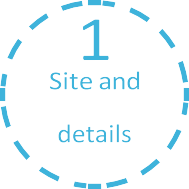 1
Site and
details